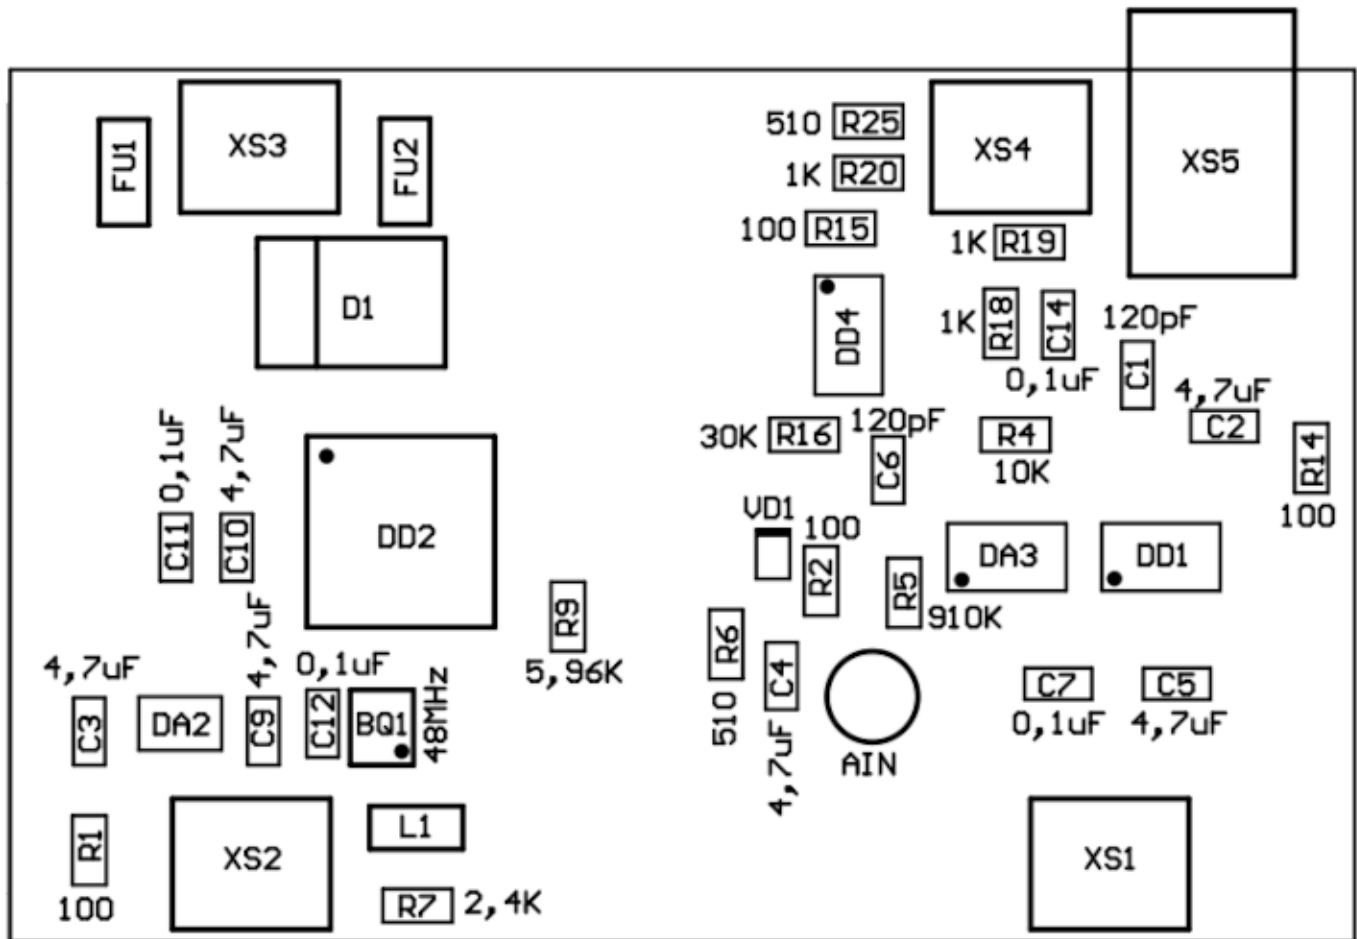 FU1
XS3
FU2
510 R25
1K R20
100 R15
XS4
XS5
1K R19
D1
DD4
1K R18
C14
0,1uF
120pF
C1
4,7uF
C2
R14
100
30K R16
120pF
C6
R4
10K
C11 0,1uF
C10 4,7uF
DD2
VD1
100
R2
R5
910K
DA3
DD1
R9
5,96K
R6
510
C4
4,7uF
AIN
C7
0,1uF
C5
4,7uF
4,7uF
C3
DA2
C9 4,7uF
0,1uF
C12
BQ1
48MHz
R1
100
XS2
L1
R7 2,4K
XS1